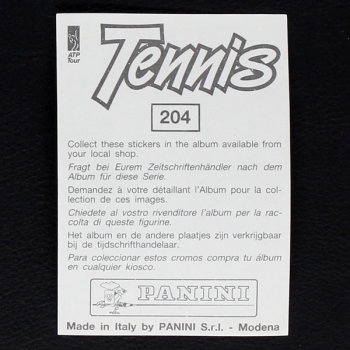 ATP
Tour
Tennis
204
Collect these stickers in the album available from
your local shop.
Fragt bei Eurem Zeitschriftenhändler nach dem
Album für diese Serie.
Demandez à votre détaillant l'Album pour la col-
lection de ces images.
Chiedete al vostro rivenditore l'album per la rac-
colta di queste figurine.
Het album en de andere plaatjes zijn verkrijgbaar
bij de tijdschrifthandelaar.
Para coleccionar estos cromos compra tu álbum
en cualquier kiosco.
PANINI
Made in Italy by PANINI S.r.l. - Modena